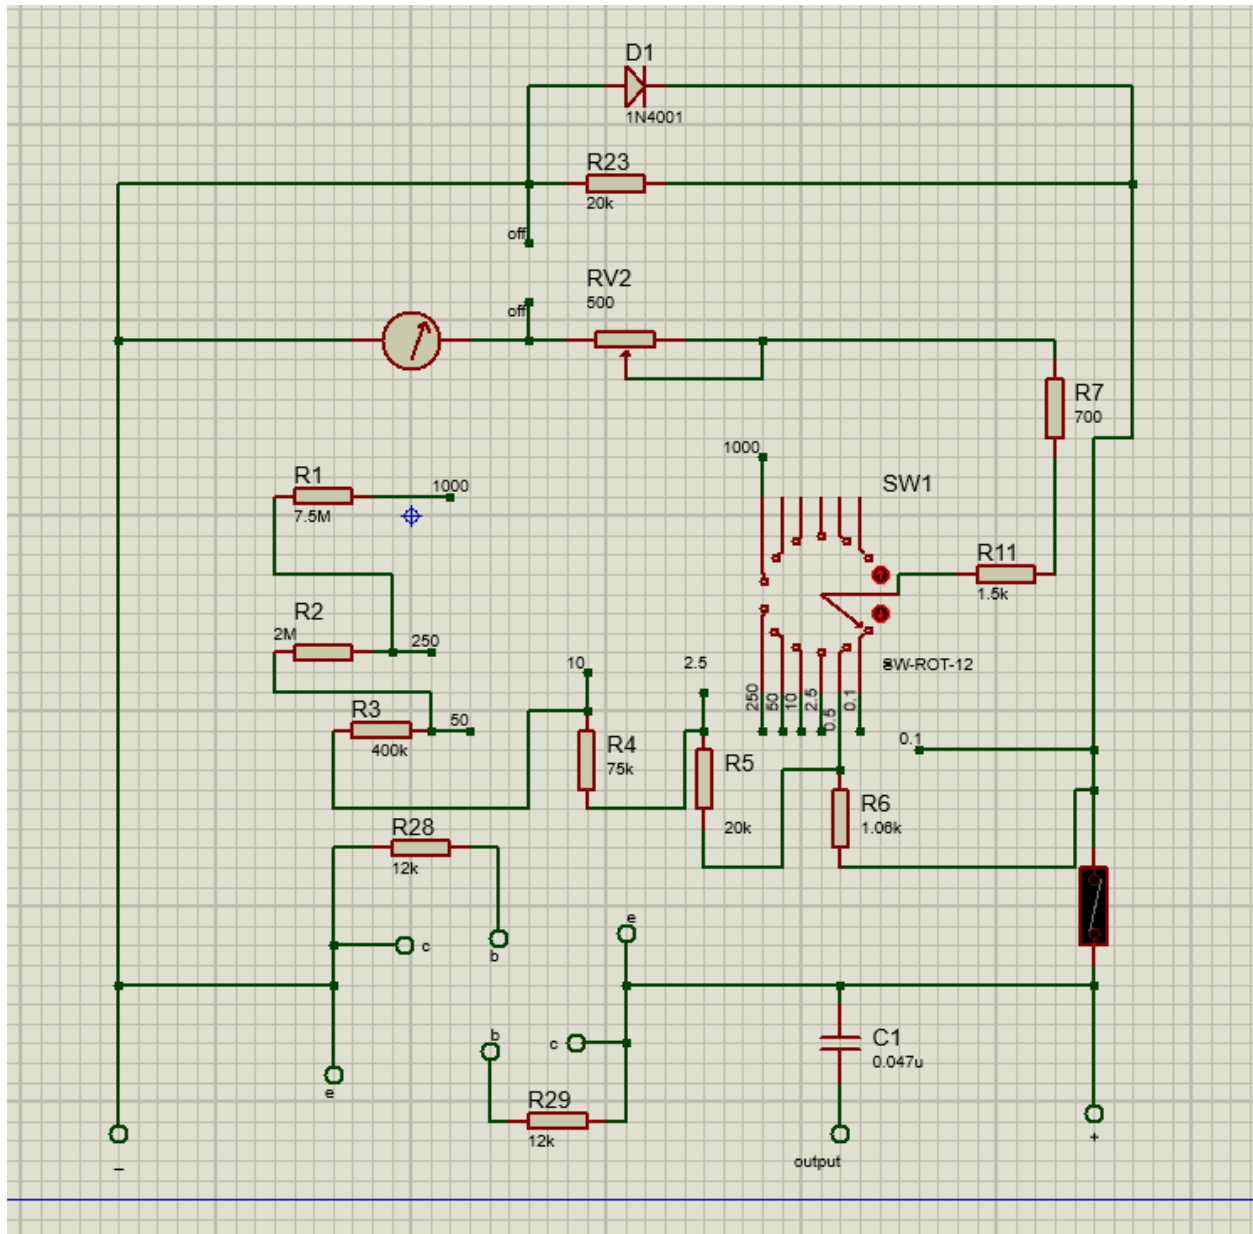 D1
1N4001
R23
20k
off
RV2
500
off
R7
700
1000
R1
1000
7.5M
SW1
R11
1.5k
R2
2M
250
SW-ROT-12
10
2.5
250
50
10
2.5
0.5
0.1
R3
50
400k
R4
75k
R5
20k
0.1
R6
1.06k
R28
12k
c
b
e
e
b
c
R29
12k
C1
0.047u
output
+
−